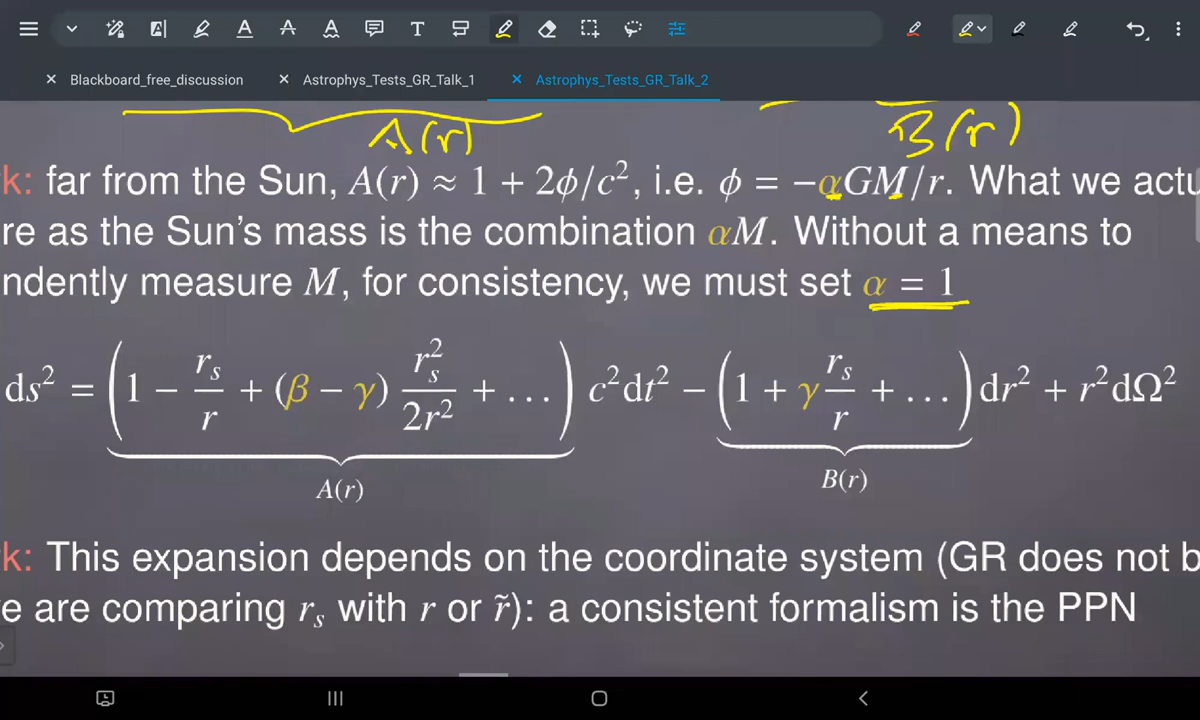 Blackboard_free_discussion Astrophys_Tests_GR_Talk_1 Astrophys_Tests_GR_Talk_2
A(r) B(r)
k: far from the Sun, A(r) ≈ 1 + 2ϕ/c², i.e. ϕ = −αGM/r. What we actu
re as the Sun's mass is the combination αM. Without a means to
ndently measure M, for consistency, we must set α = 1
ds² = (1 − r_s/r + (β − γ) r_s²/2r² + ...) c²dt² − (1 + γ r_s/r + ...) dr² + r²dΩ²
A(r) B(r)
k: This expansion depends on the coordinate system (GR does not b
e are comparing r_s with r or r̃): a consistent formalism is the PPN